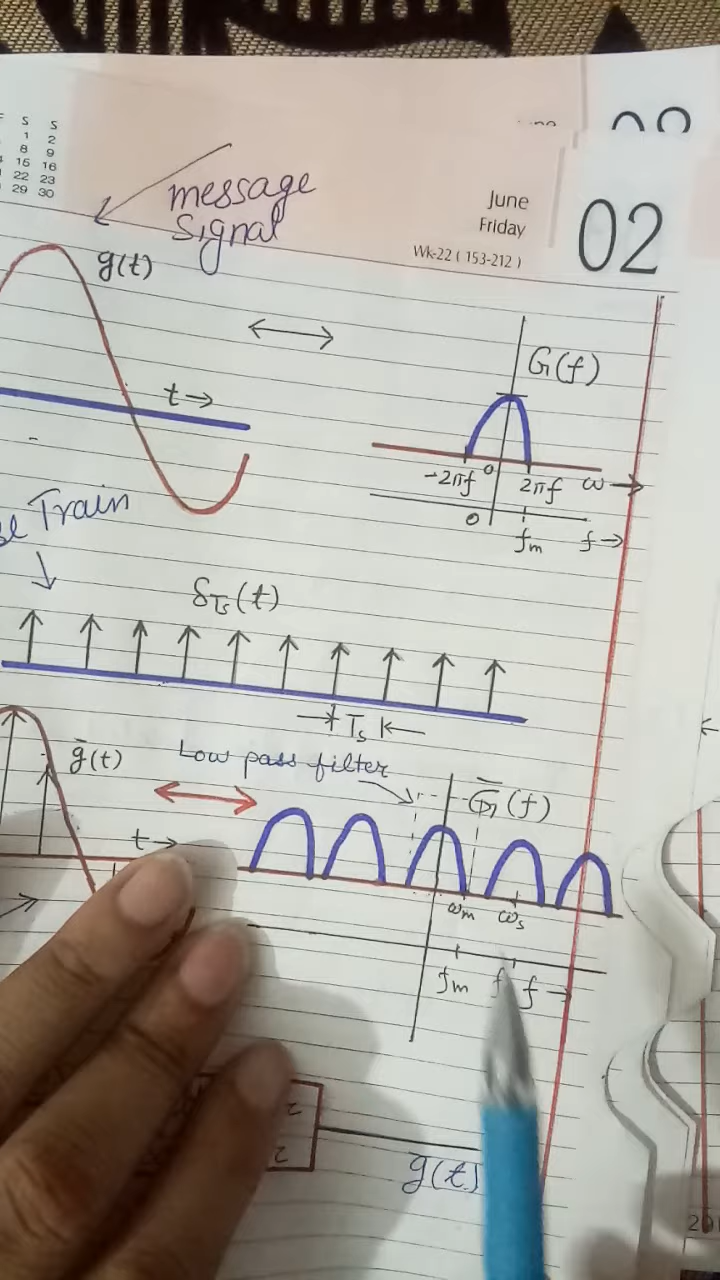 S S
1 2
8 9
15 16
22 23
29 30
June
Friday
Wk-22 ( 153-212 )
02
message
signal
g(t)
t→
G(f)
-2πf 0 2πf ω→
0 fm f→
Train
δTs(t)
Ts
g̅(t)
Low pass filter
G̅(f)
t→
ωm ωs
fm f→
g(t)